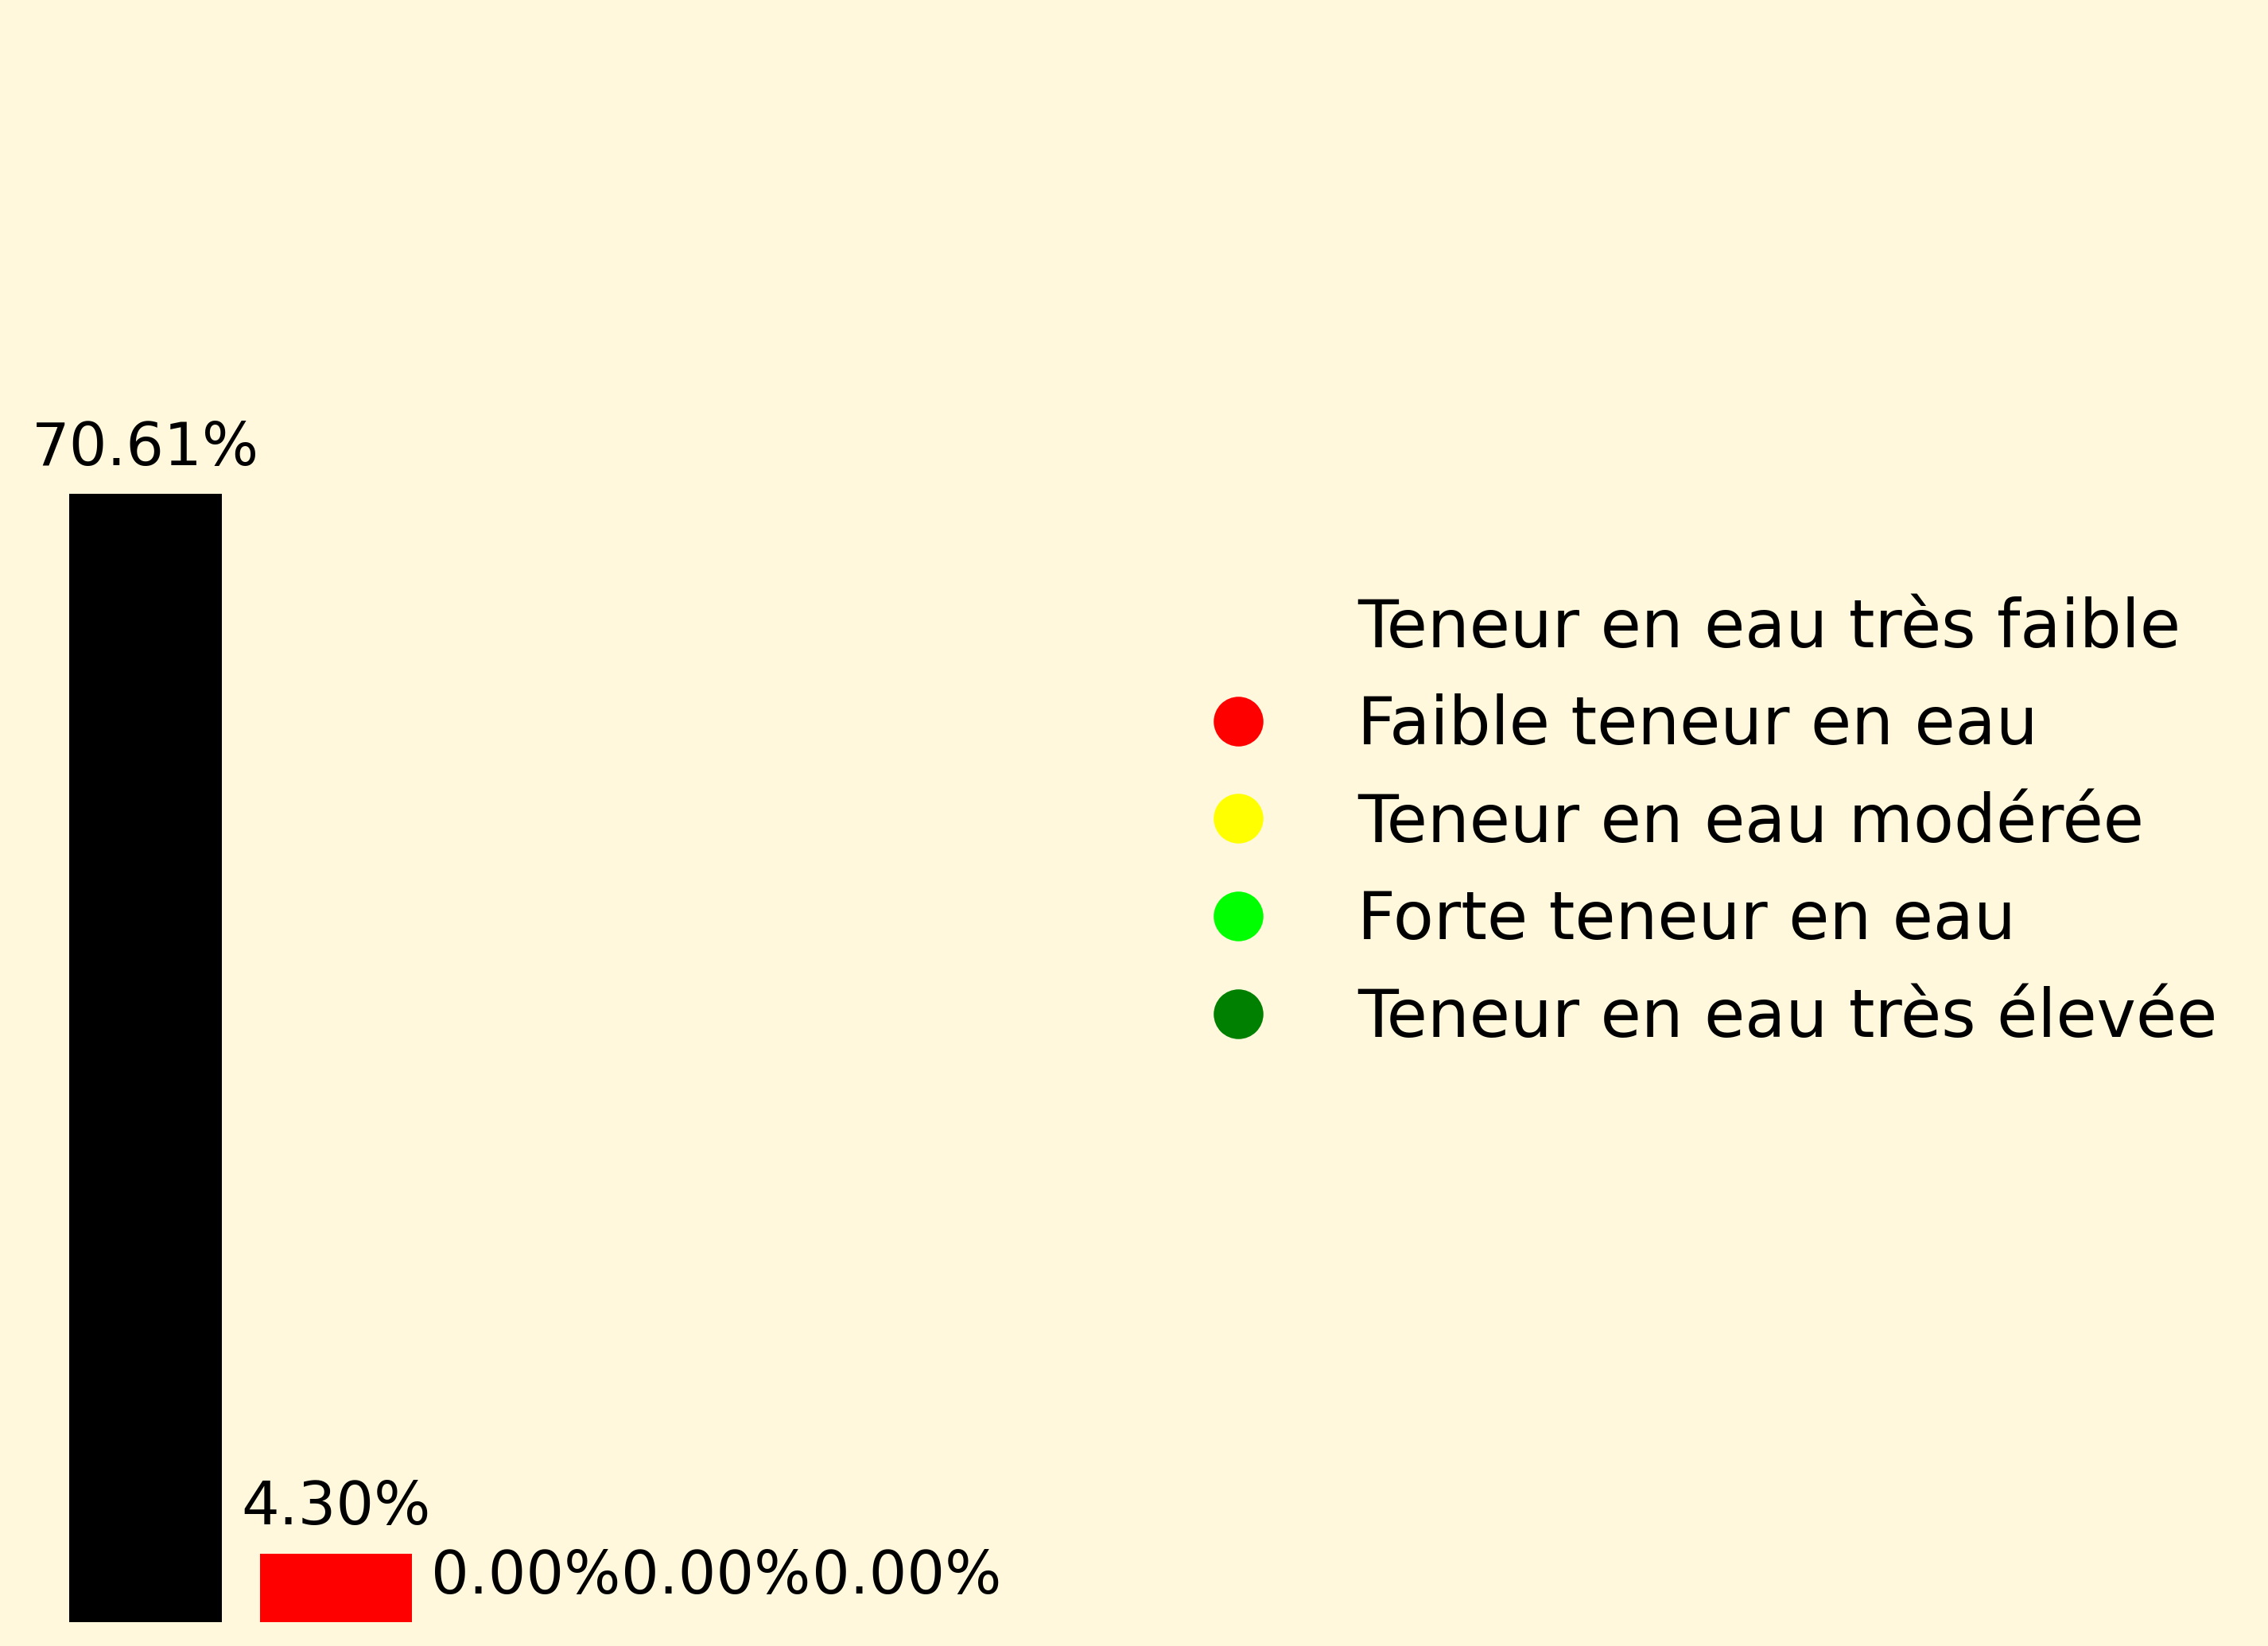 70.61%
Teneur en eau très faible
Faible teneur en eau
Teneur en eau modérée
Forte teneur en eau
Teneur en eau très élevée
4.30%
0.00%0.00%0.00%